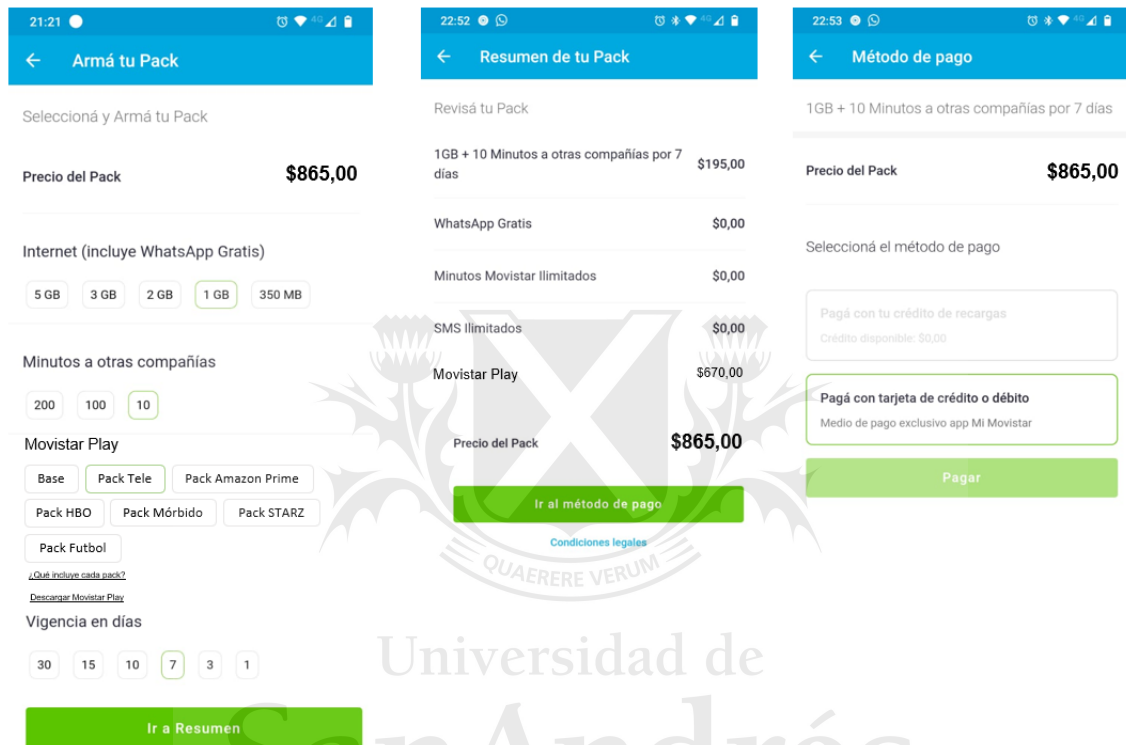 21:21
4G
Armá tu Pack
Seleccioná y Armá tu Pack
Precio del Pack $865,00
Internet (incluye WhatsApp Gratis)
5 GB 3 GB 2 GB 1 GB 350 MB
Minutos a otras compañías
200 100 10
Movistar Play
Base Pack Tele Pack Amazon Prime
Pack HBO Pack Mórbido Pack STARZ
Pack Futbol
¿Qué incluye cada pack?
Descargar Movistar Play
Vigencia en días
30 15 10 7 3 1
Ir a Resumen
22:52
4G
Resumen de tu Pack
Revisá tu Pack
1GB + 10 Minutos a otras compañías por 7
días $195,00
WhatsApp Gratis $0,00
Minutos Movistar Ilimitados $0,00
SMS Ilimitados $0,00
Movistar Play $670,00
Precio del Pack $865,00
Ir al método de pago
Condiciones legales
22:53
4G
Método de pago
1GB + 10 Minutos a otras compañías por 7 días
Precio del Pack $865,00
Seleccioná el método de pago
Pagá con tu crédito de recargas
Crédito disponible: $0,00
Pagá con tarjeta de crédito o débito
Medio de pago exclusivo app Mi Movistar
Pagar
QUAERERE VERUM
Universidad de
SanAndrés